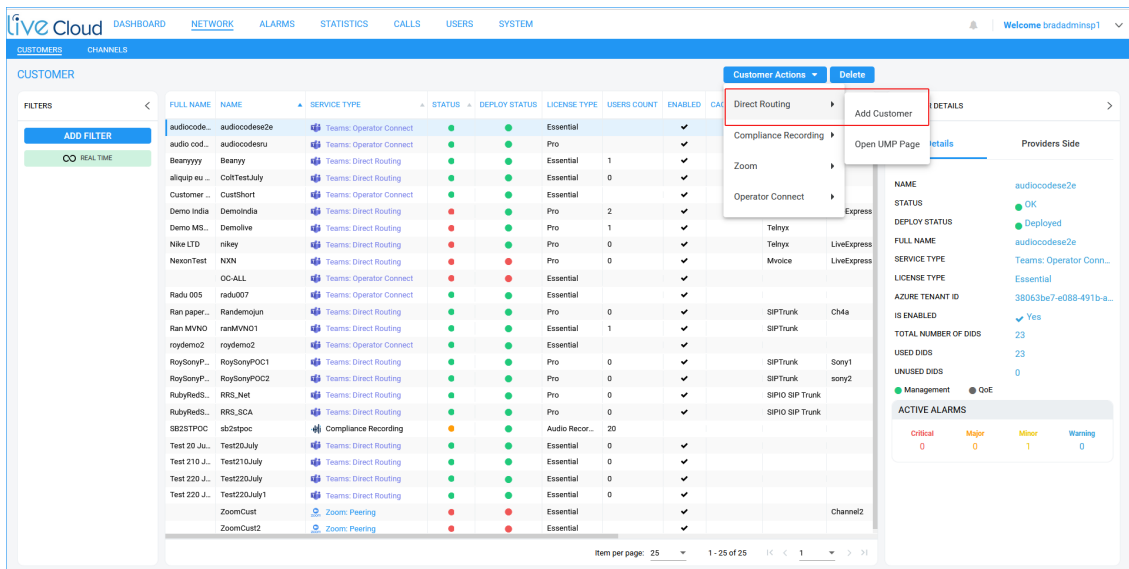 live Cloud DASHBOARD NETWORK ALARMS STATISTICS CALLS USERS SYSTEM Welcome bradadminsp1
CUSTOMERS CHANNELS
CUSTOMER Customer Actions Delete
FILTERS
ADD FILTER
REAL TIME
FULL NAME NAME SERVICE TYPE STATUS DEPLOY STATUS LICENSE TYPE USERS COUNT ENABLED CAC
audiocode... audiocodese2e Teams: Operator Connect Essential
audio cod... audiocodesru Teams: Operator Connect Pro
Beanyyyy Beanyy Teams: Direct Routing Essential 1
aliquip eu ... ColtTestJuly Teams: Direct Routing Essential 0
Customer ... CustShort Teams: Operator Connect Essential
Demo India DemoIndia Teams: Direct Routing Pro 2 Express
Demo MS... Demolive Teams: Direct Routing Pro 1 Telnyx
Nike LTD nikey Teams: Direct Routing Pro 0 Telnyx LiveExpress
NexonTest NXN Teams: Direct Routing Pro 0 Mvoice LiveExpress
OC-ALL Teams: Operator Connect Essential
Radu 005 radu007 Teams: Operator Connect Essential
Ran paper... Randemojun Teams: Direct Routing Pro 0 SIPTrunk Ch4a
Ran MVNO ranMVNO1 Teams: Direct Routing Essential 1 SIPTrunk
roydemo2 roydemo2 Teams: Operator Connect Essential
RoySonyP... RoySonyPOC1 Teams: Direct Routing Pro 0 SIPTrunk Sony1
RoySonyP... RoySonyPOC2 Teams: Direct Routing Pro 0 SIPTrunk sony2
RubyRedS... RRS_Net Teams: Direct Routing Pro 0 SIPIO SIP Trunk
RubyRedS... RRS_SCA Teams: Direct Routing Pro 0 SIPIO SIP Trunk
SB2STPOC sb2stpoc Compliance Recording Audio Recor... 20
Test 20 Ju... Test20July Teams: Direct Routing Essential 0
Test 210 J... Test210July Teams: Direct Routing Essential 0
Test 220 J... Test220July Teams: Direct Routing Essential 0
Test 220 J... Test220July1 Teams: Direct Routing Essential 0
ZoomCust Zoom: Peering Essential Channel2
ZoomCust2 Zoom: Peering Essential
Item per page: 25 1 - 25 of 25 1
Direct Routing
Compliance Recording
Zoom
Operator Connect
Add Customer
Open UMP Page
R DETAILS
Details Providers Side
NAME audiocodese2e
STATUS OK
DEPLOY STATUS Deployed
FULL NAME audiocodese2e
SERVICE TYPE Teams: Operator Conn...
LICENSE TYPE Essential
AZURE TENANT ID 38063be7-e088-491b-a...
IS ENABLED Yes
TOTAL NUMBER OF DIDS 23
USED DIDS 23
UNUSED DIDS 0
Management QoE
ACTIVE ALARMS
Critical Major Minor Warning
0 0 1 0